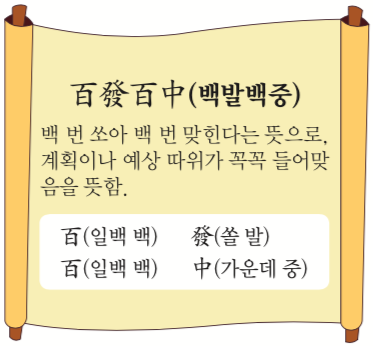 百發百中(백발백중)
백 번 쏘아 백 번 맞힌다는 뜻으로,
계획이나 예상 따위가 꼭꼭 들어맞
음을 뜻함.
百(일백 백) 發(쏠 발)
百(일백 백) 中(가운데 중)